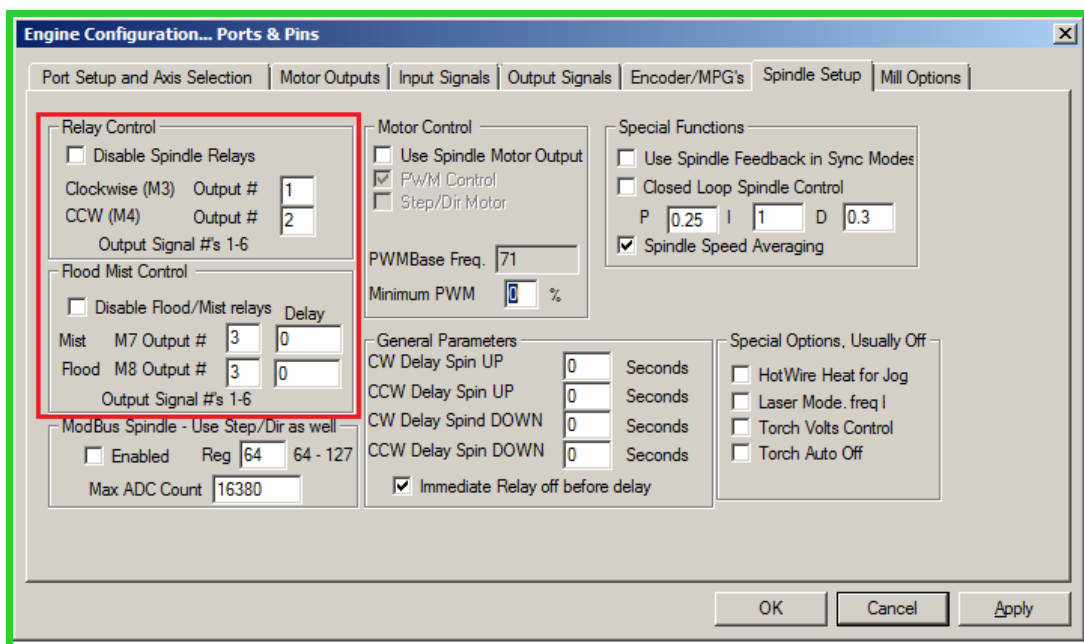 Engine Configuration... Ports & Pins
Port Setup and Axis Selection
Motor Outputs
Input Signals
Output Signals
Encoder/MPG's
Spindle Setup
Mill Options
Relay Control
Disable Spindle Relays
Clockwise (M3) Output # 1
CCW (M4) Output # 2
Output Signal #'s 1-6
Flood Mist Control
Disable Flood/Mist relays Delay
Mist M7 Output # 3 0
Flood M8 Output # 3 0
Output Signal #'s 1-6
ModBus Spindle - Use Step/Dir as well
Enabled Reg 64 64 - 127
Max ADC Count 16380
Motor Control
Use Spindle Motor Output
PWM Control
Step/Dir Motor
PWMBase Freq. 71
Minimum PWM 0 %
General Parameters
CW Delay Spin UP 0 Seconds
CCW Delay Spin UP 0 Seconds
CW Delay Spind DOWN 0 Seconds
CCW Delay Spin DOWN 0 Seconds
Immediate Relay off before delay
Special Functions
Use Spindle Feedback in Sync Modes
Closed Loop Spindle Control
P 0.25 I 1 D 0.3
Spindle Speed Averaging
Special Options, Usually Off
HotWire Heat for Jog
Laser Mode. freq l
Torch Volts Control
Torch Auto Off
OK
Cancel
Apply